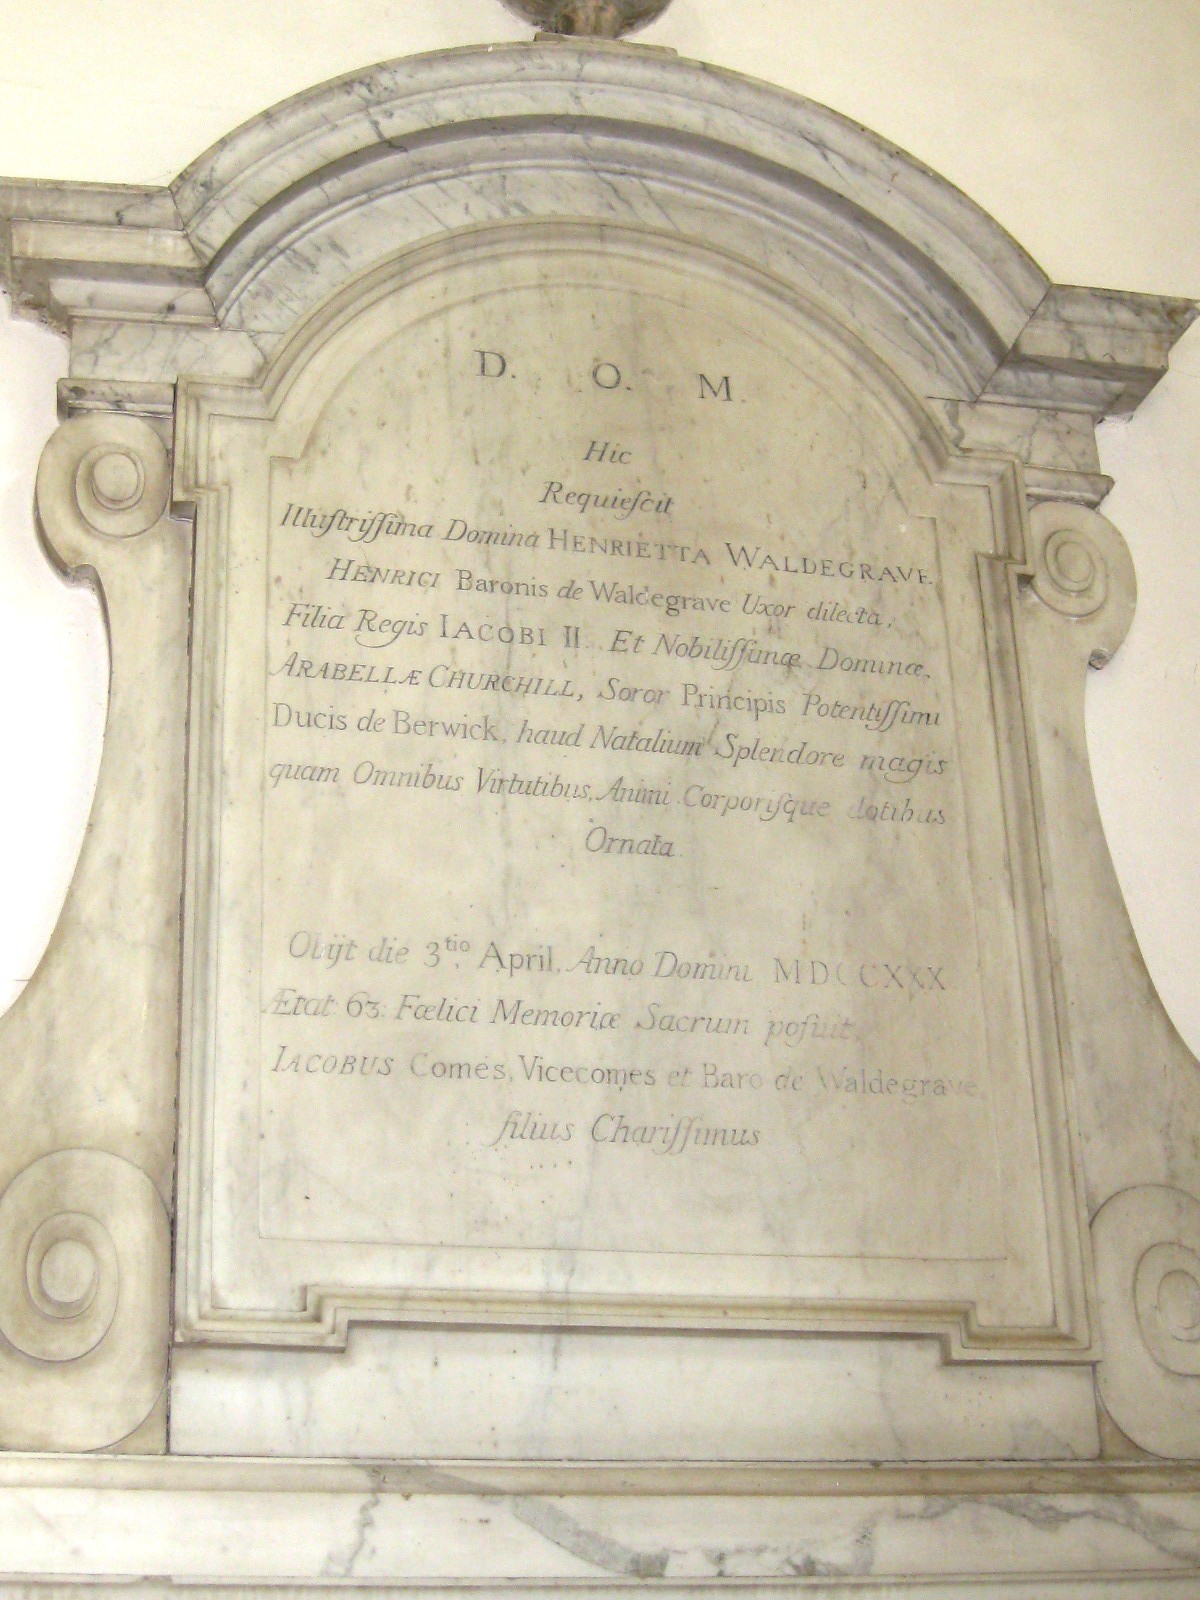 D. O. M.
Hic
Requieſcit
Illuſtriſſima Domina HENRIETTA WALDEGRAVE.
HENRICI Baronis de Waldegrave Uxor dilecta,
Filia Regis IACOBI II. Et Nobiliſſimæ Dominæ,
ARABELLÆ CHURCHILL, Soror Principis Potentiſſimi
Ducis de Berwick, haud Natalium Splendore magis
quam Omnibus Virtutibus, Animi Corporiſque dotibus
Ornata.
Obijt die 3.tio April, Anno Domini MDCCXXX
Ætat: 63: Fœlici Memoriæ Sacrum poſuit,
IACOBUS Comes, Vicecomes et Baro de Waldegrave,
filius Chariſſimus